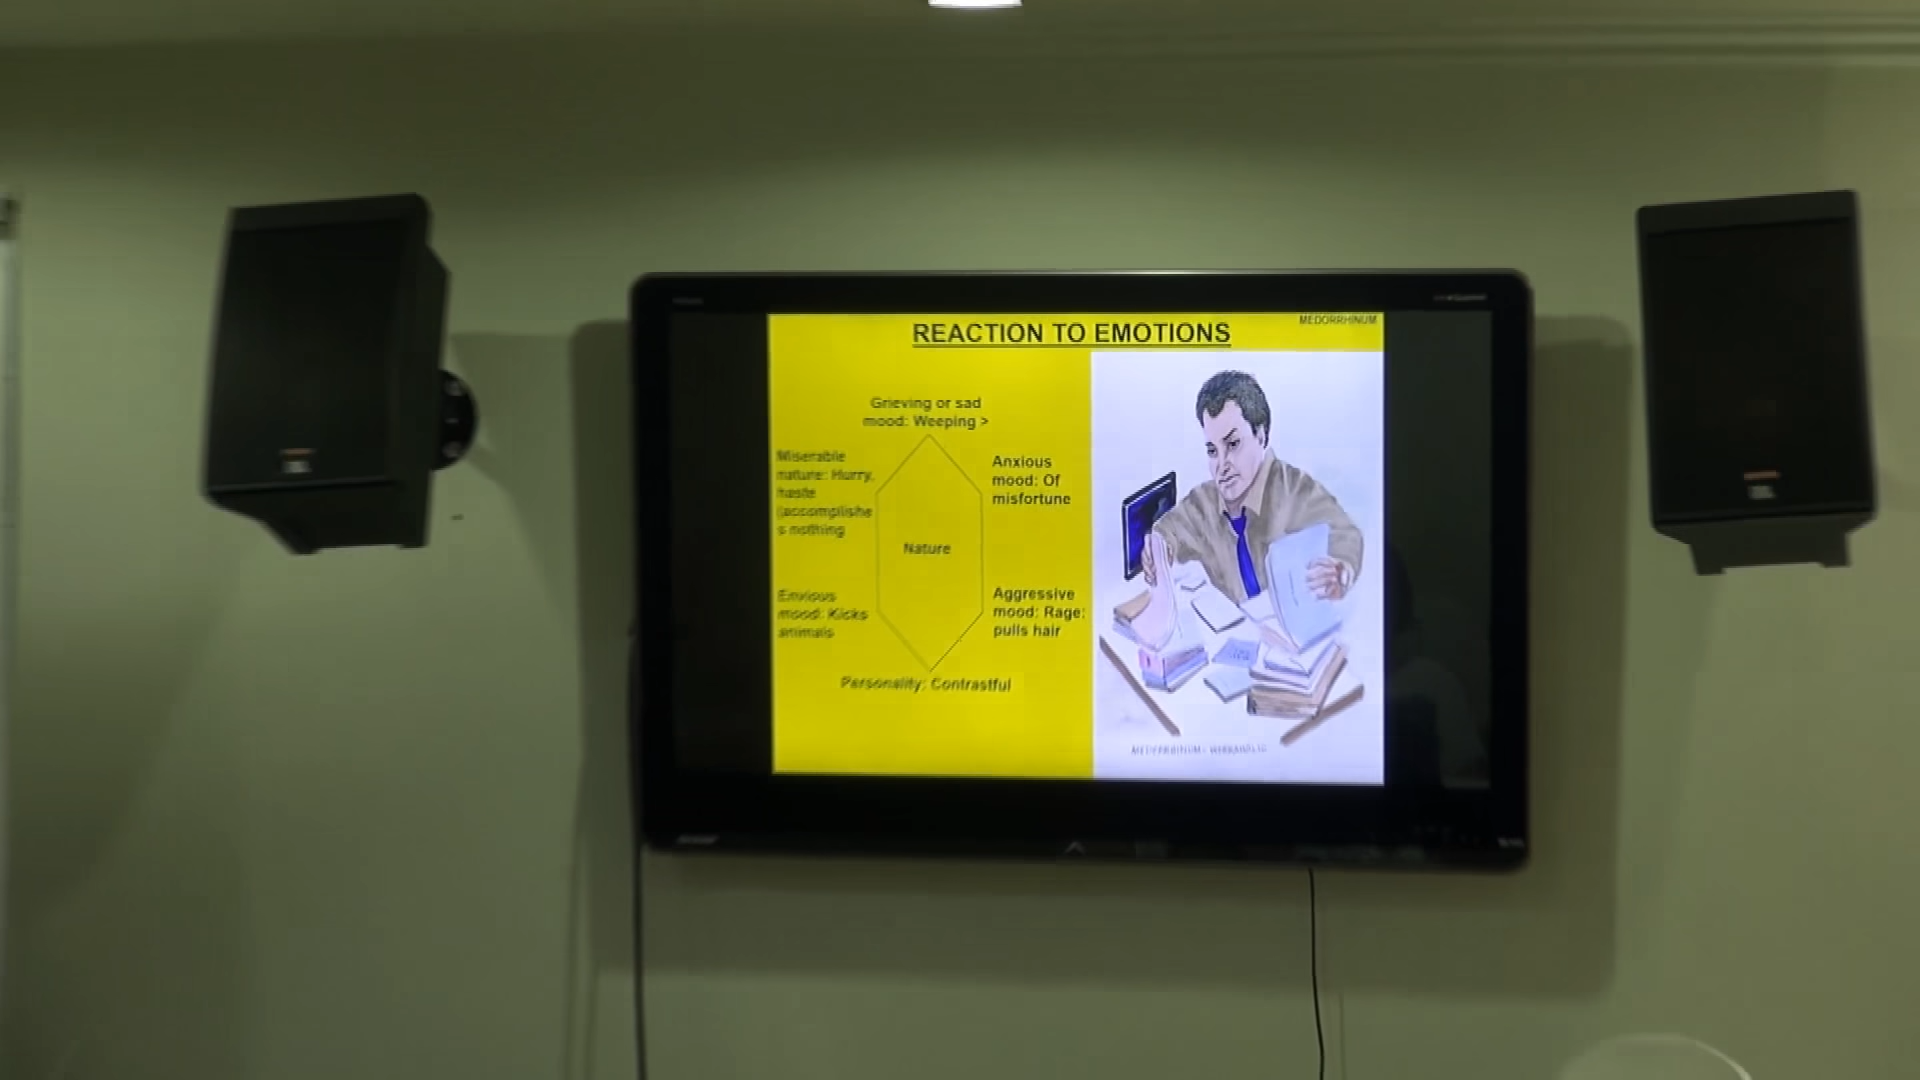 REACTION TO EMOTIONS
MEDORRHINUM
Grieving or sad
mood: Weeping >
Miserable
nature: Hurry,
haste
(accomplishe
s nothing
Anxious
mood: Of
misfortune
Nature
Envious
mood: Kicks
animals
Aggressive
mood: Rage:
pulls hair
Personality: Contrastful